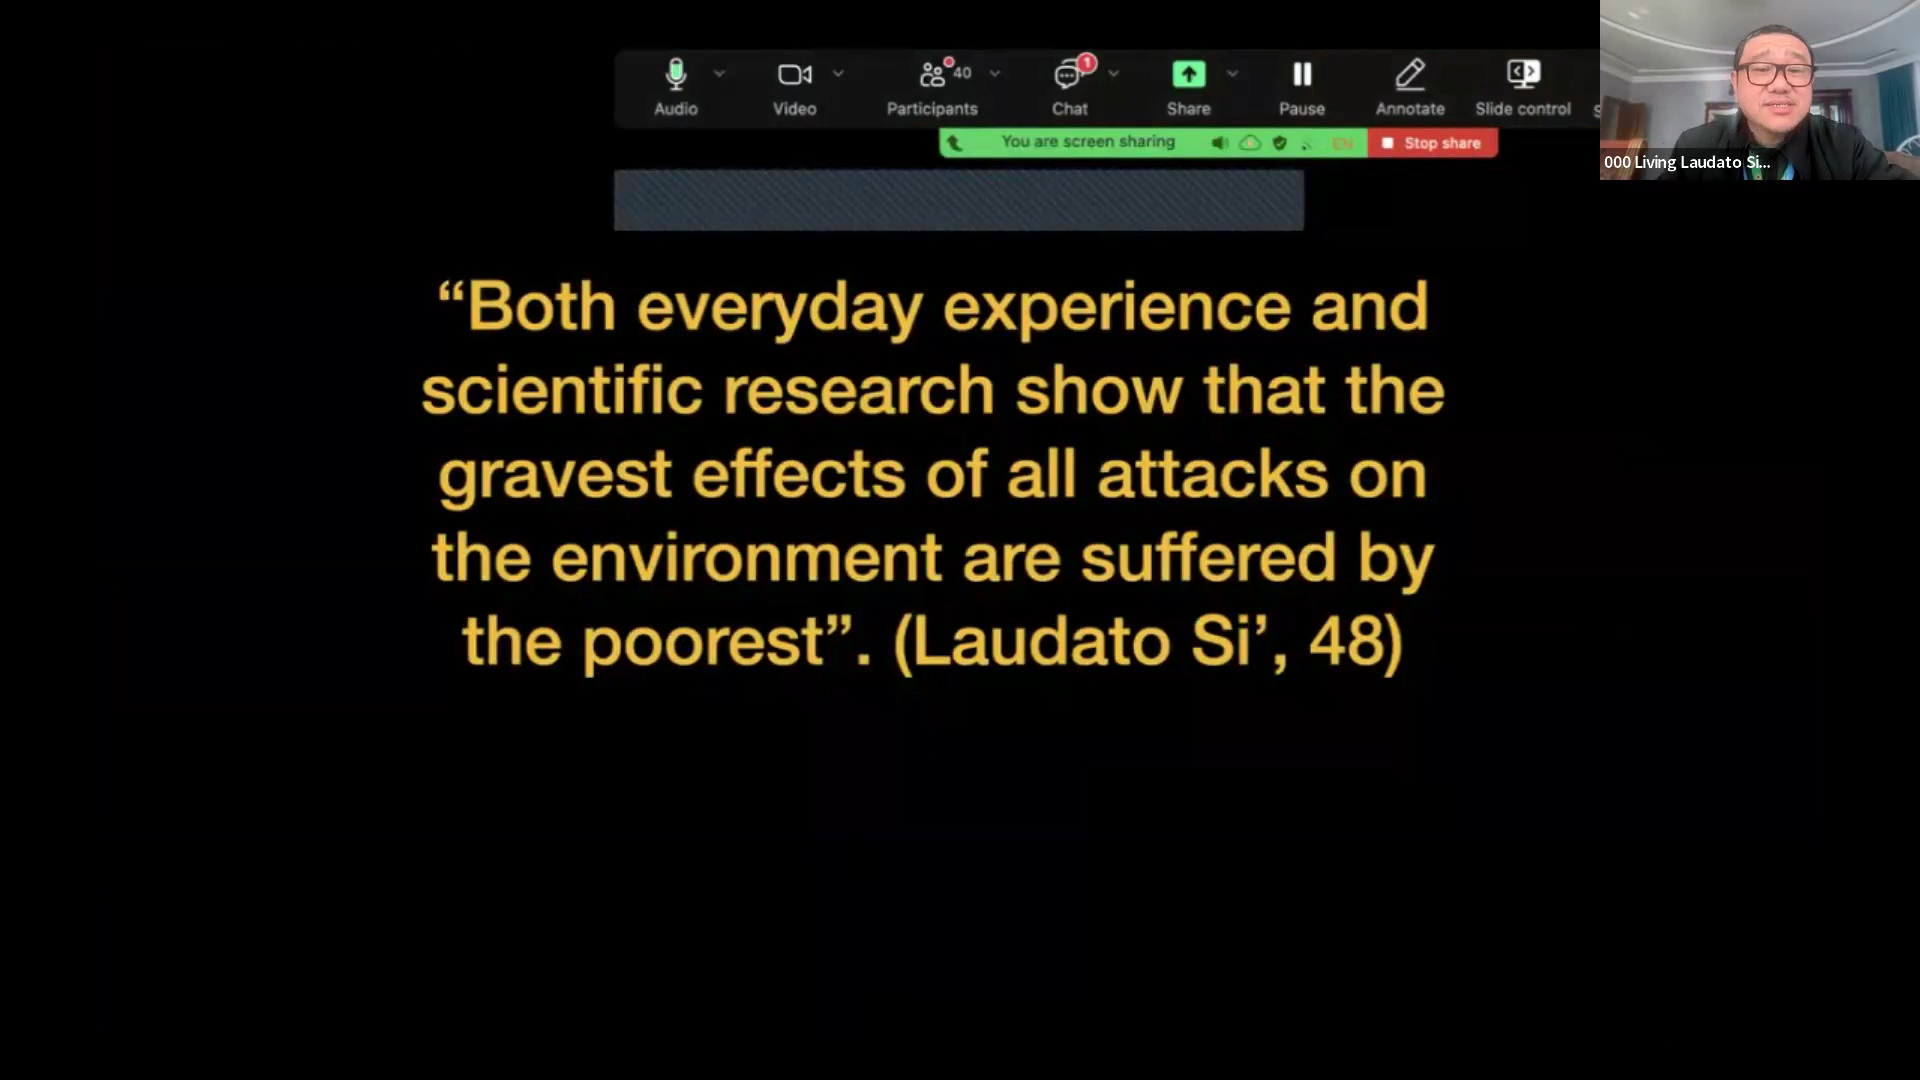 40
1
Audio
Video
Participants
Chat
Share
Pause
Annotate
Slide control
You are screen sharing
EN
Stop share
000 Living Laudato Si...
“Both everyday experience and
scientific research show that the
gravest effects of all attacks on
the environment are suffered by
the poorest”. (Laudato Si’, 48)